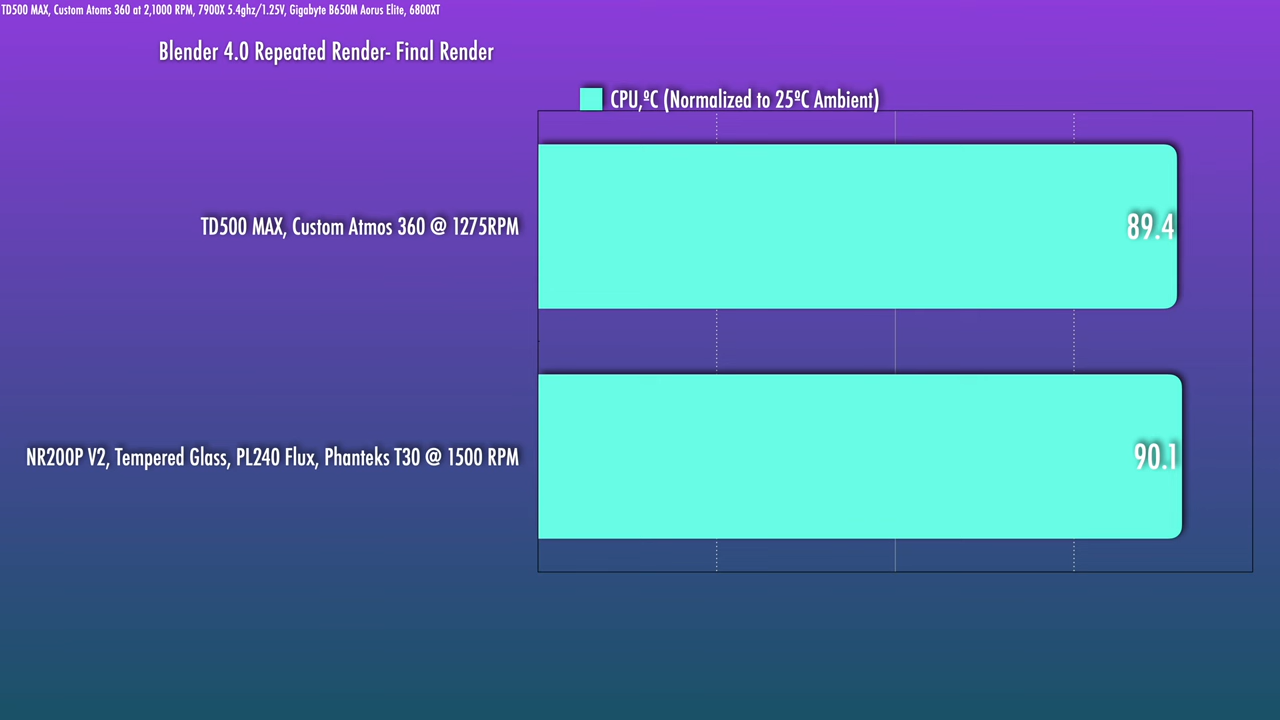 TD500 MAX, Custom Atoms 360 at 2,1000 RPM, 7900X 5.4ghz/1.25V, Gigabyte B650M Aorus Elite, 6800XT
Blender 4.0 Repeated Render- Final Render
CPU,ºC (Normalized to 25ºC Ambient)
TD500 MAX, Custom Atmos 360 @ 1275RPM
89.4
NR200P V2, Tempered Glass, PL240 Flux, Phanteks T30 @ 1500 RPM
90.1